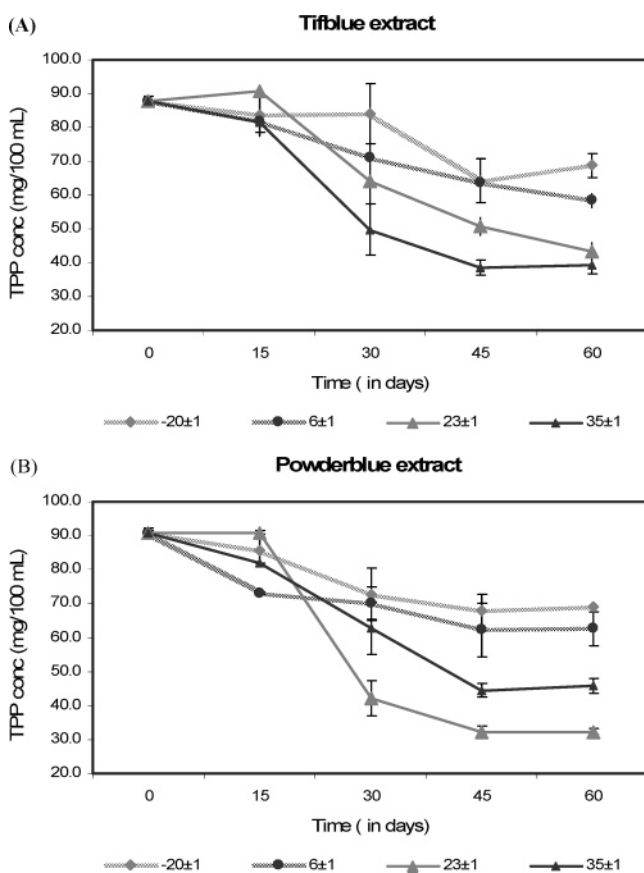 (A)
Tifblue extract
TPP conc (mg/100 mL)
100.0
90.0
80.0
70.0
60.0
50.0
40.0
30.0
20.0
0 15 30 45 60
Time ( in days)
-20±1 6±1 23±1 35±1
(B)
Powderblue extract
TPP conc (mg/100 mL)
100.0
90.0
80.0
70.0
60.0
50.0
40.0
30.0
20.0
0 15 30 45 60
Time ( in days)
-20±1 6±1 23±1 35±1